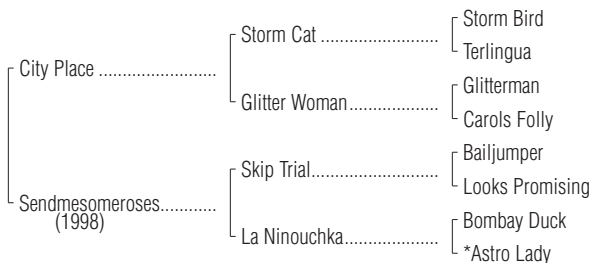 Storm Bird
Storm Cat ..........................
Terlingua
City Place ..........................
Glitterman
Glitter Woman....................
Carols Folly
Bailjumper
Skip Trial............................
Looks Promising
Sendmesomeroses............
(1998)
Bombay Duck
La Ninouchka.....................
*Astro Lady